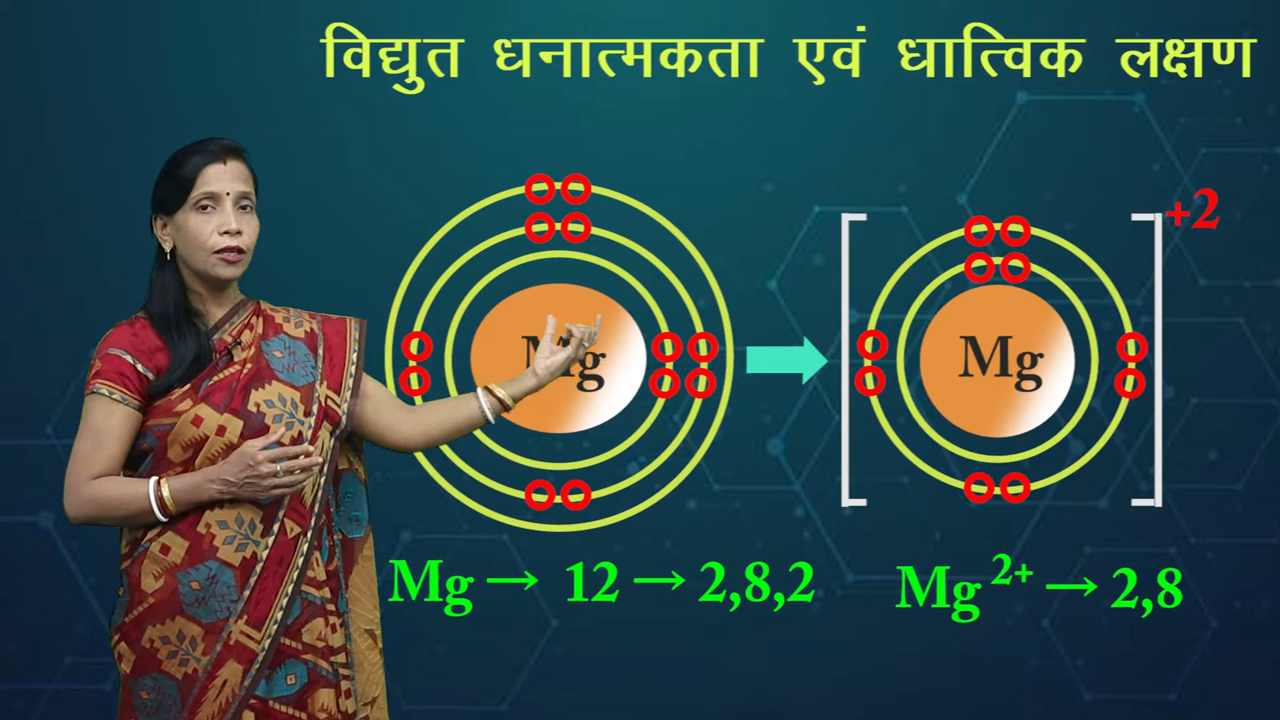 विद्युत धनात्मकता एवं धात्विक लक्षण
Mg
Mg
+2
Mg → 12 → 2,8,2
Mg²⁺ → 2,8